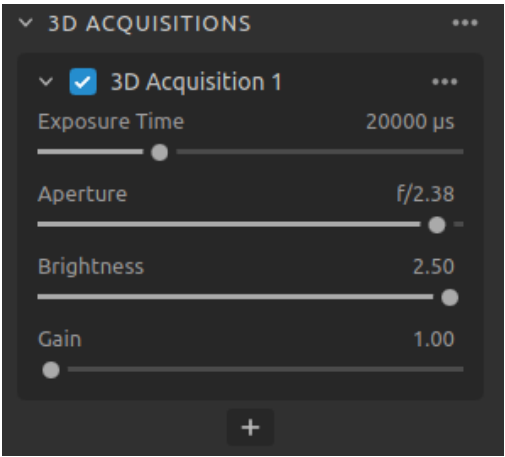 3D ACQUISITIONS
3D Acquisition 1
Exposure Time 20000 µs
Aperture f/2.38
Brightness 2.50
Gain 1.00